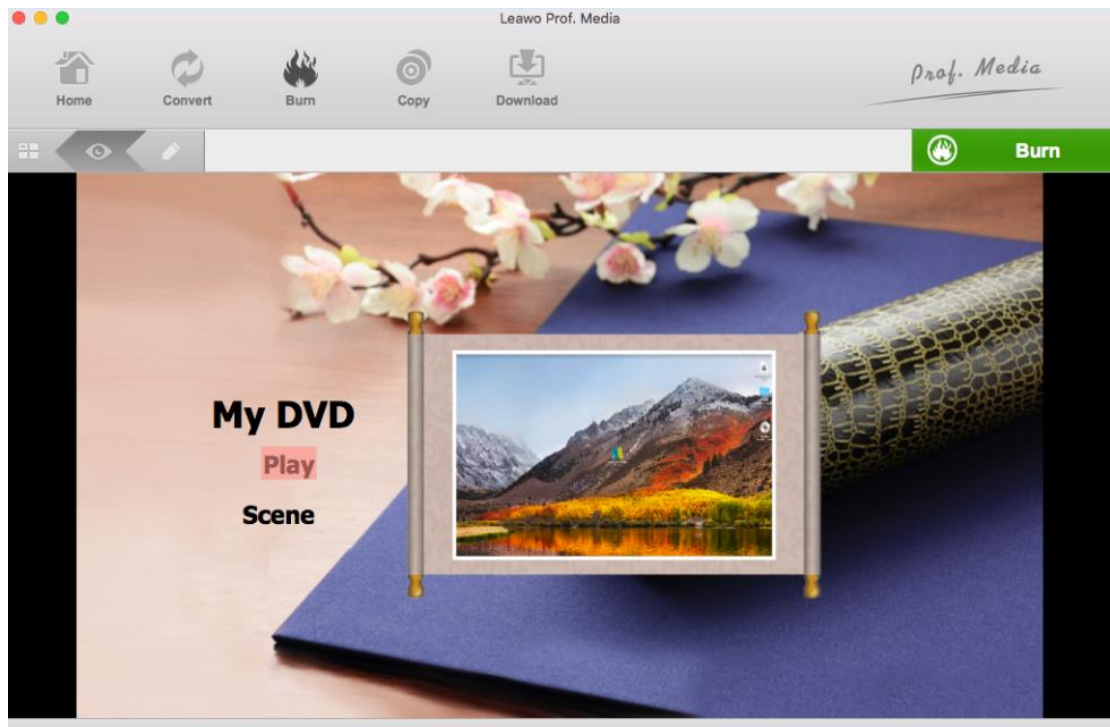 Leawo Prof. Media
Home Convert Burn Copy Download
Prof. Media
Burn
My DVD
Play
Scene